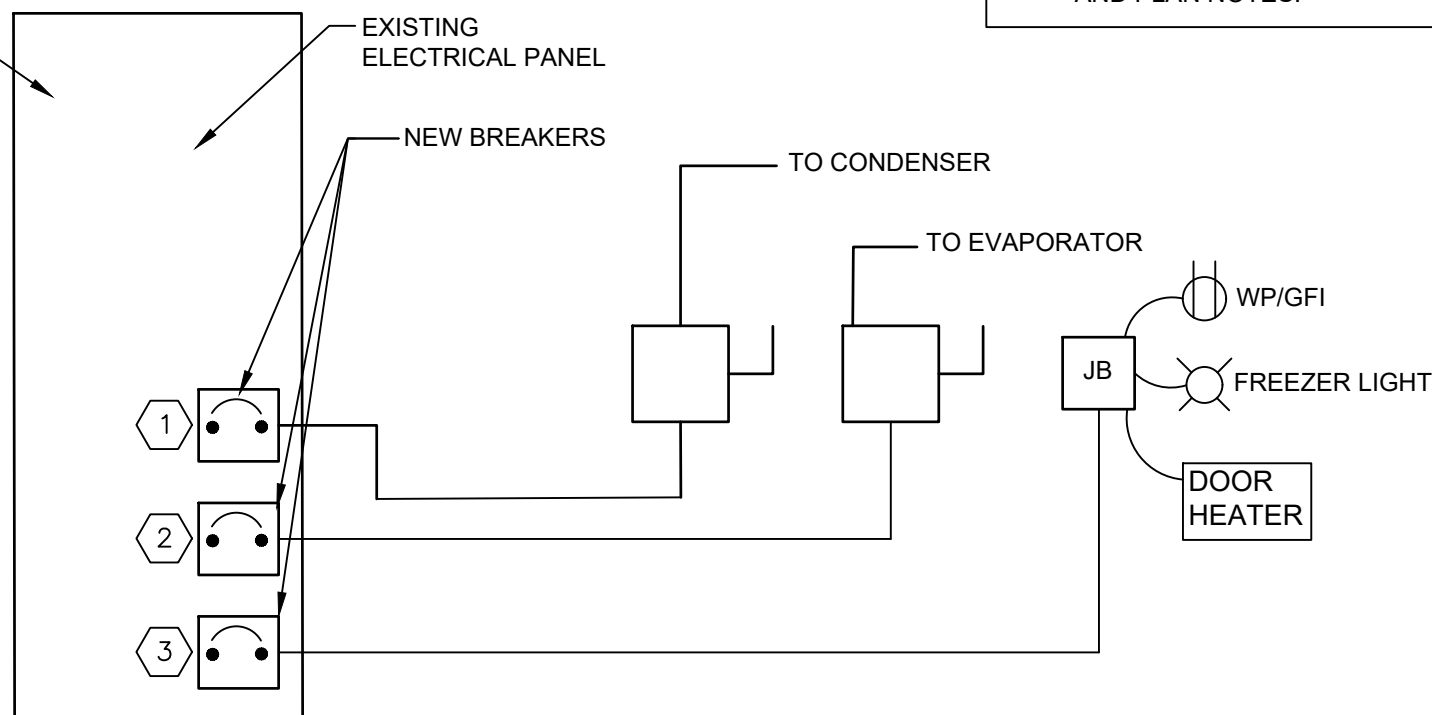 EXISTING
ELECTRICAL PANEL
NEW BREAKERS
TO CONDENSER
TO EVAPORATOR
WP/GFI
JB
FREEZER LIGHT
DOOR
HEATER
1
2
3